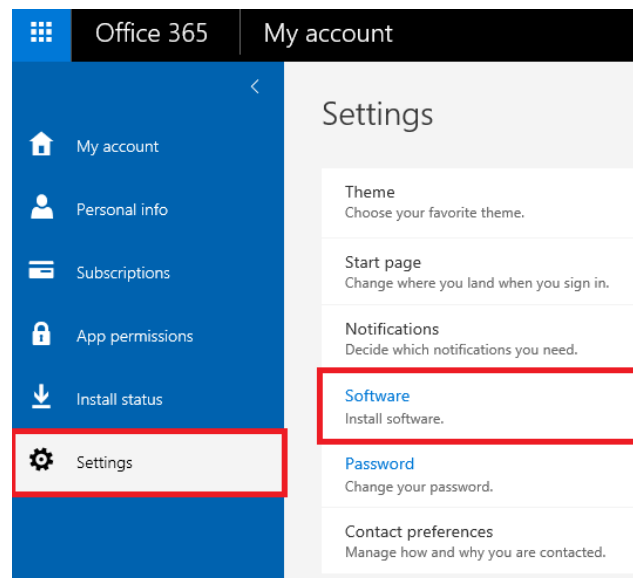 Office 365
My account
My account
Personal info
Subscriptions
App permissions
Install status
Settings
Settings
Theme
Choose your favorite theme.
Start page
Change where you land when you sign in.
Notifications
Decide which notifications you need.
Software
Install software.
Password
Change your password.
Contact preferences
Manage how and why you are contacted.